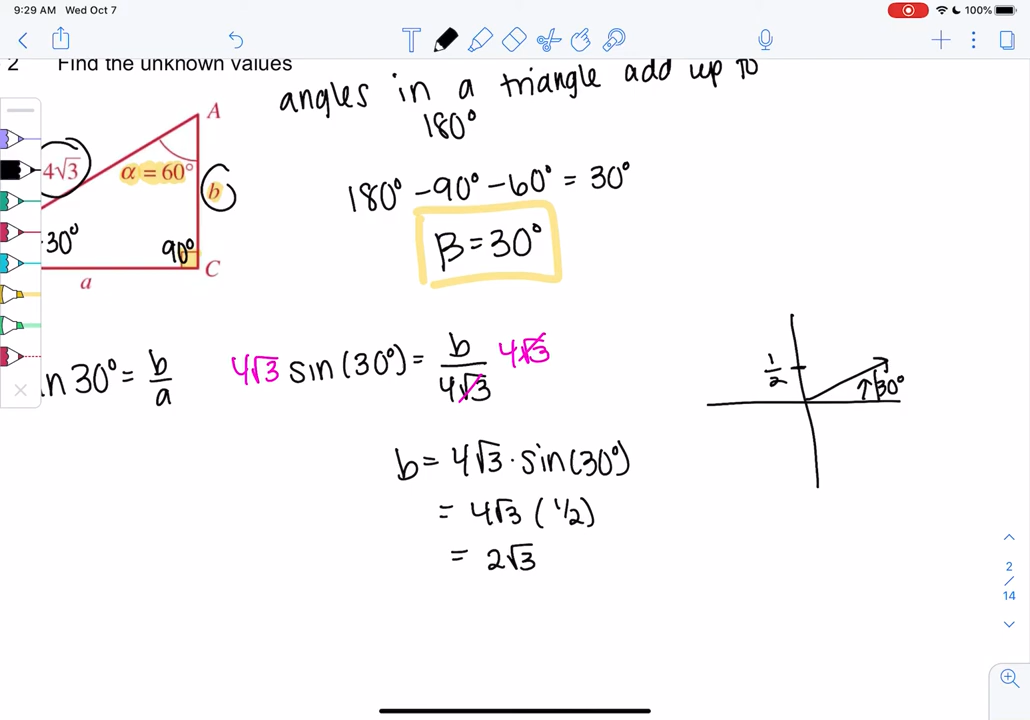 9:29 AM Wed Oct 7
100%
2 Find the unknown values
angles in a triangle add up to
180°
A
4√3
α = 60°
b
180° -90° -60° = 30°
30°
90°
C
β = 30°
a
an 30° = b/a
4√3 sin(30°) = b/4√3 4√3
1/2
30°
b = 4√3 · sin(30°)
= 4√3 (1/2)
= 2√3
2
/
14